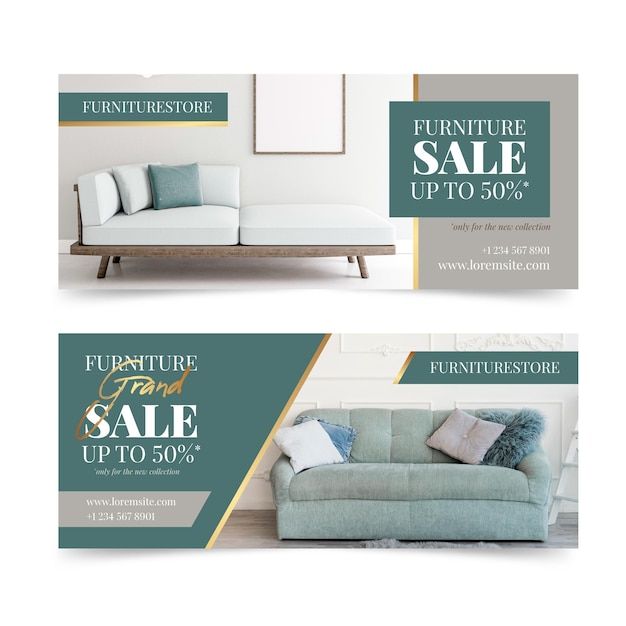 FURNITURESTORE
FURNITURE
SALE
UP TO 50%*
*only for the new collection
+1 234 567 8901
www.loremsite.com
FURNITURE
Grand
SALE
UP TO 50%*
*only for the new collection
www.loremsite.com
+1 234 567 8901
FURNITURESTORE